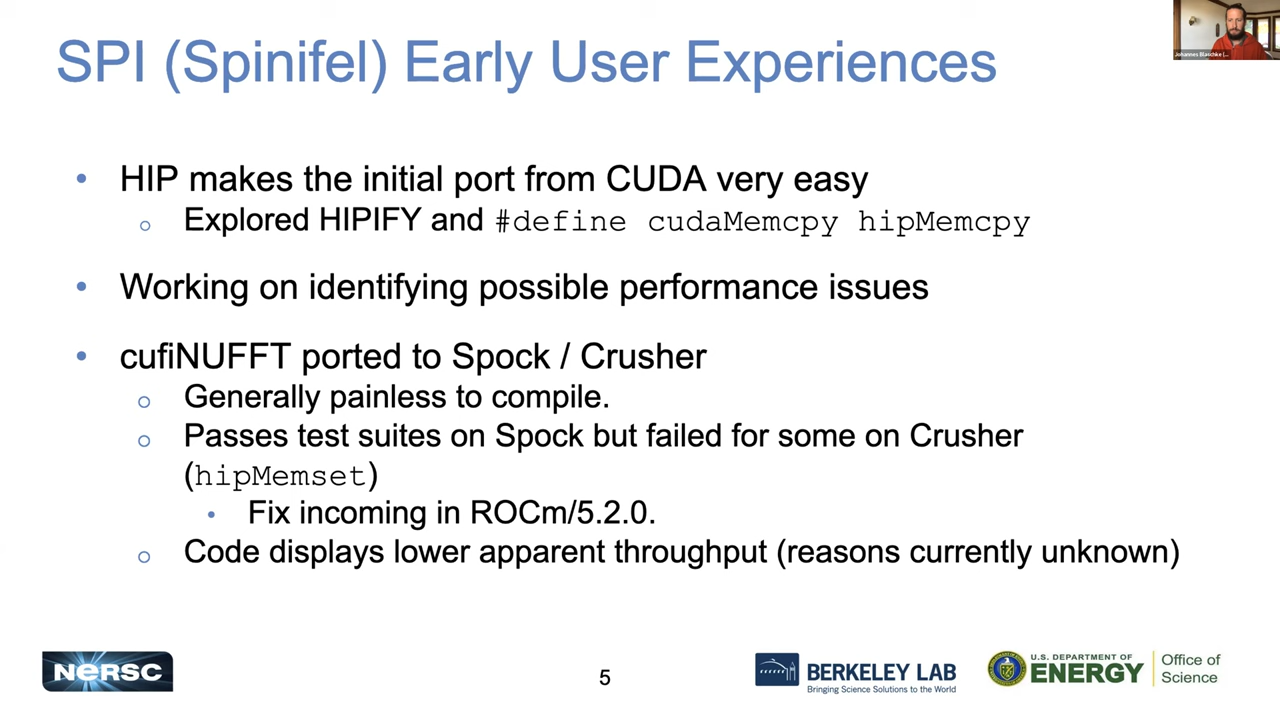 SPI (Spinifel) Early User Experiences
Johannes Blaschke (...
• HIP makes the initial port from CUDA very easy
o Explored HIPIFY and #define cudaMemcpy hipMemcpy
• Working on identifying possible performance issues
• cufiNUFFT ported to Spock / Crusher
o Generally painless to compile.
o Passes test suites on Spock but failed for some on Crusher
(hipMemset)
• Fix incoming in ROCm/5.2.0.
o Code displays lower apparent throughput (reasons currently unknown)
NERSC
5
BERKELEY LAB
Bringing Science Solutions to the World
U.S. DEPARTMENT OF
ENERGY
Office of
Science